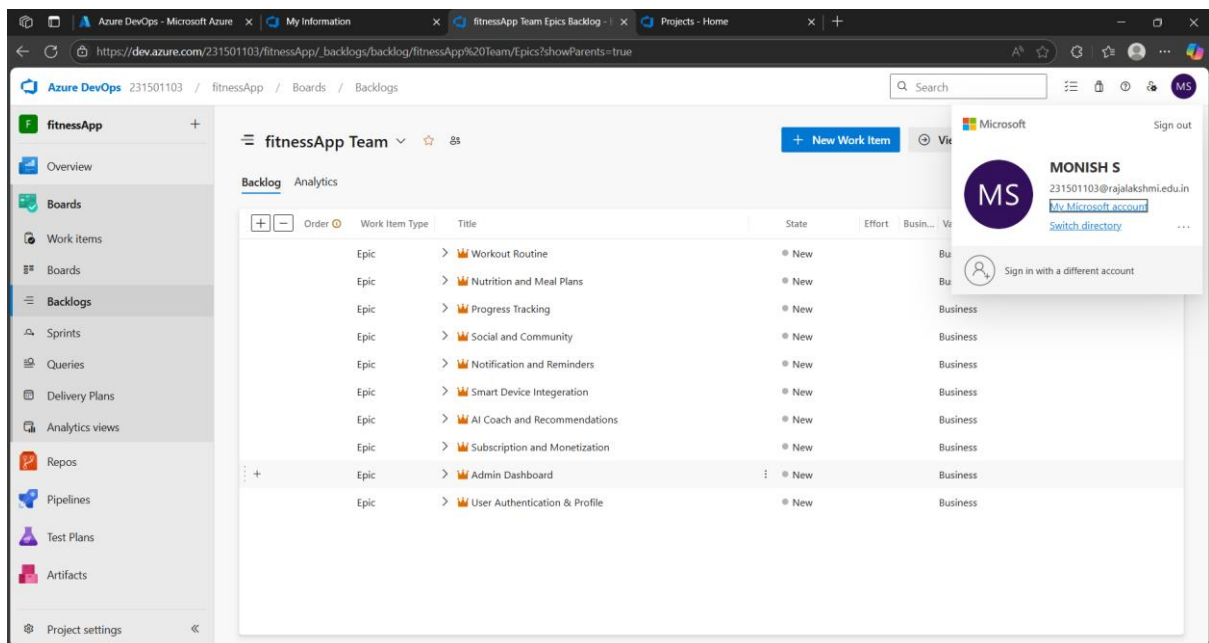 Azure DevOps - Microsoft Azure
My Information
fitnessApp Team Epics Backlog -
Projects - Home
https://dev.azure.com/231501103/fitnessApp/_backlogs/backlog/fitnessApp%20Team/Epics?showParents=true
Azure DevOps 231501103 / fitnessApp / Boards / Backlogs
Search
MS
F fitnessApp
Overview
Boards
Work items
Boards
Backlogs
Sprints
Queries
Delivery Plans
Analytics views
Repos
Pipelines
Test Plans
Artifacts
Project settings
fitnessApp Team
+ New Work Item
Backlog Analytics
Order Work Item Type Title State Effort Busin...
Epic Workout Routine New
Epic Nutrition and Meal Plans New
Epic Progress Tracking New Business
Epic Social and Community New Business
Epic Notification and Reminders New Business
Epic Smart Device Integeration New Business
Epic AI Coach and Recommendations New Business
Epic Subscription and Monetization New Business
Epic Admin Dashboard New Business
Epic User Authentication & Profile New Business
Microsoft Sign out
MS
MONISH S
231501103@rajalakshmi.edu.in
My Microsoft account
Switch directory ...
Sign in with a different account